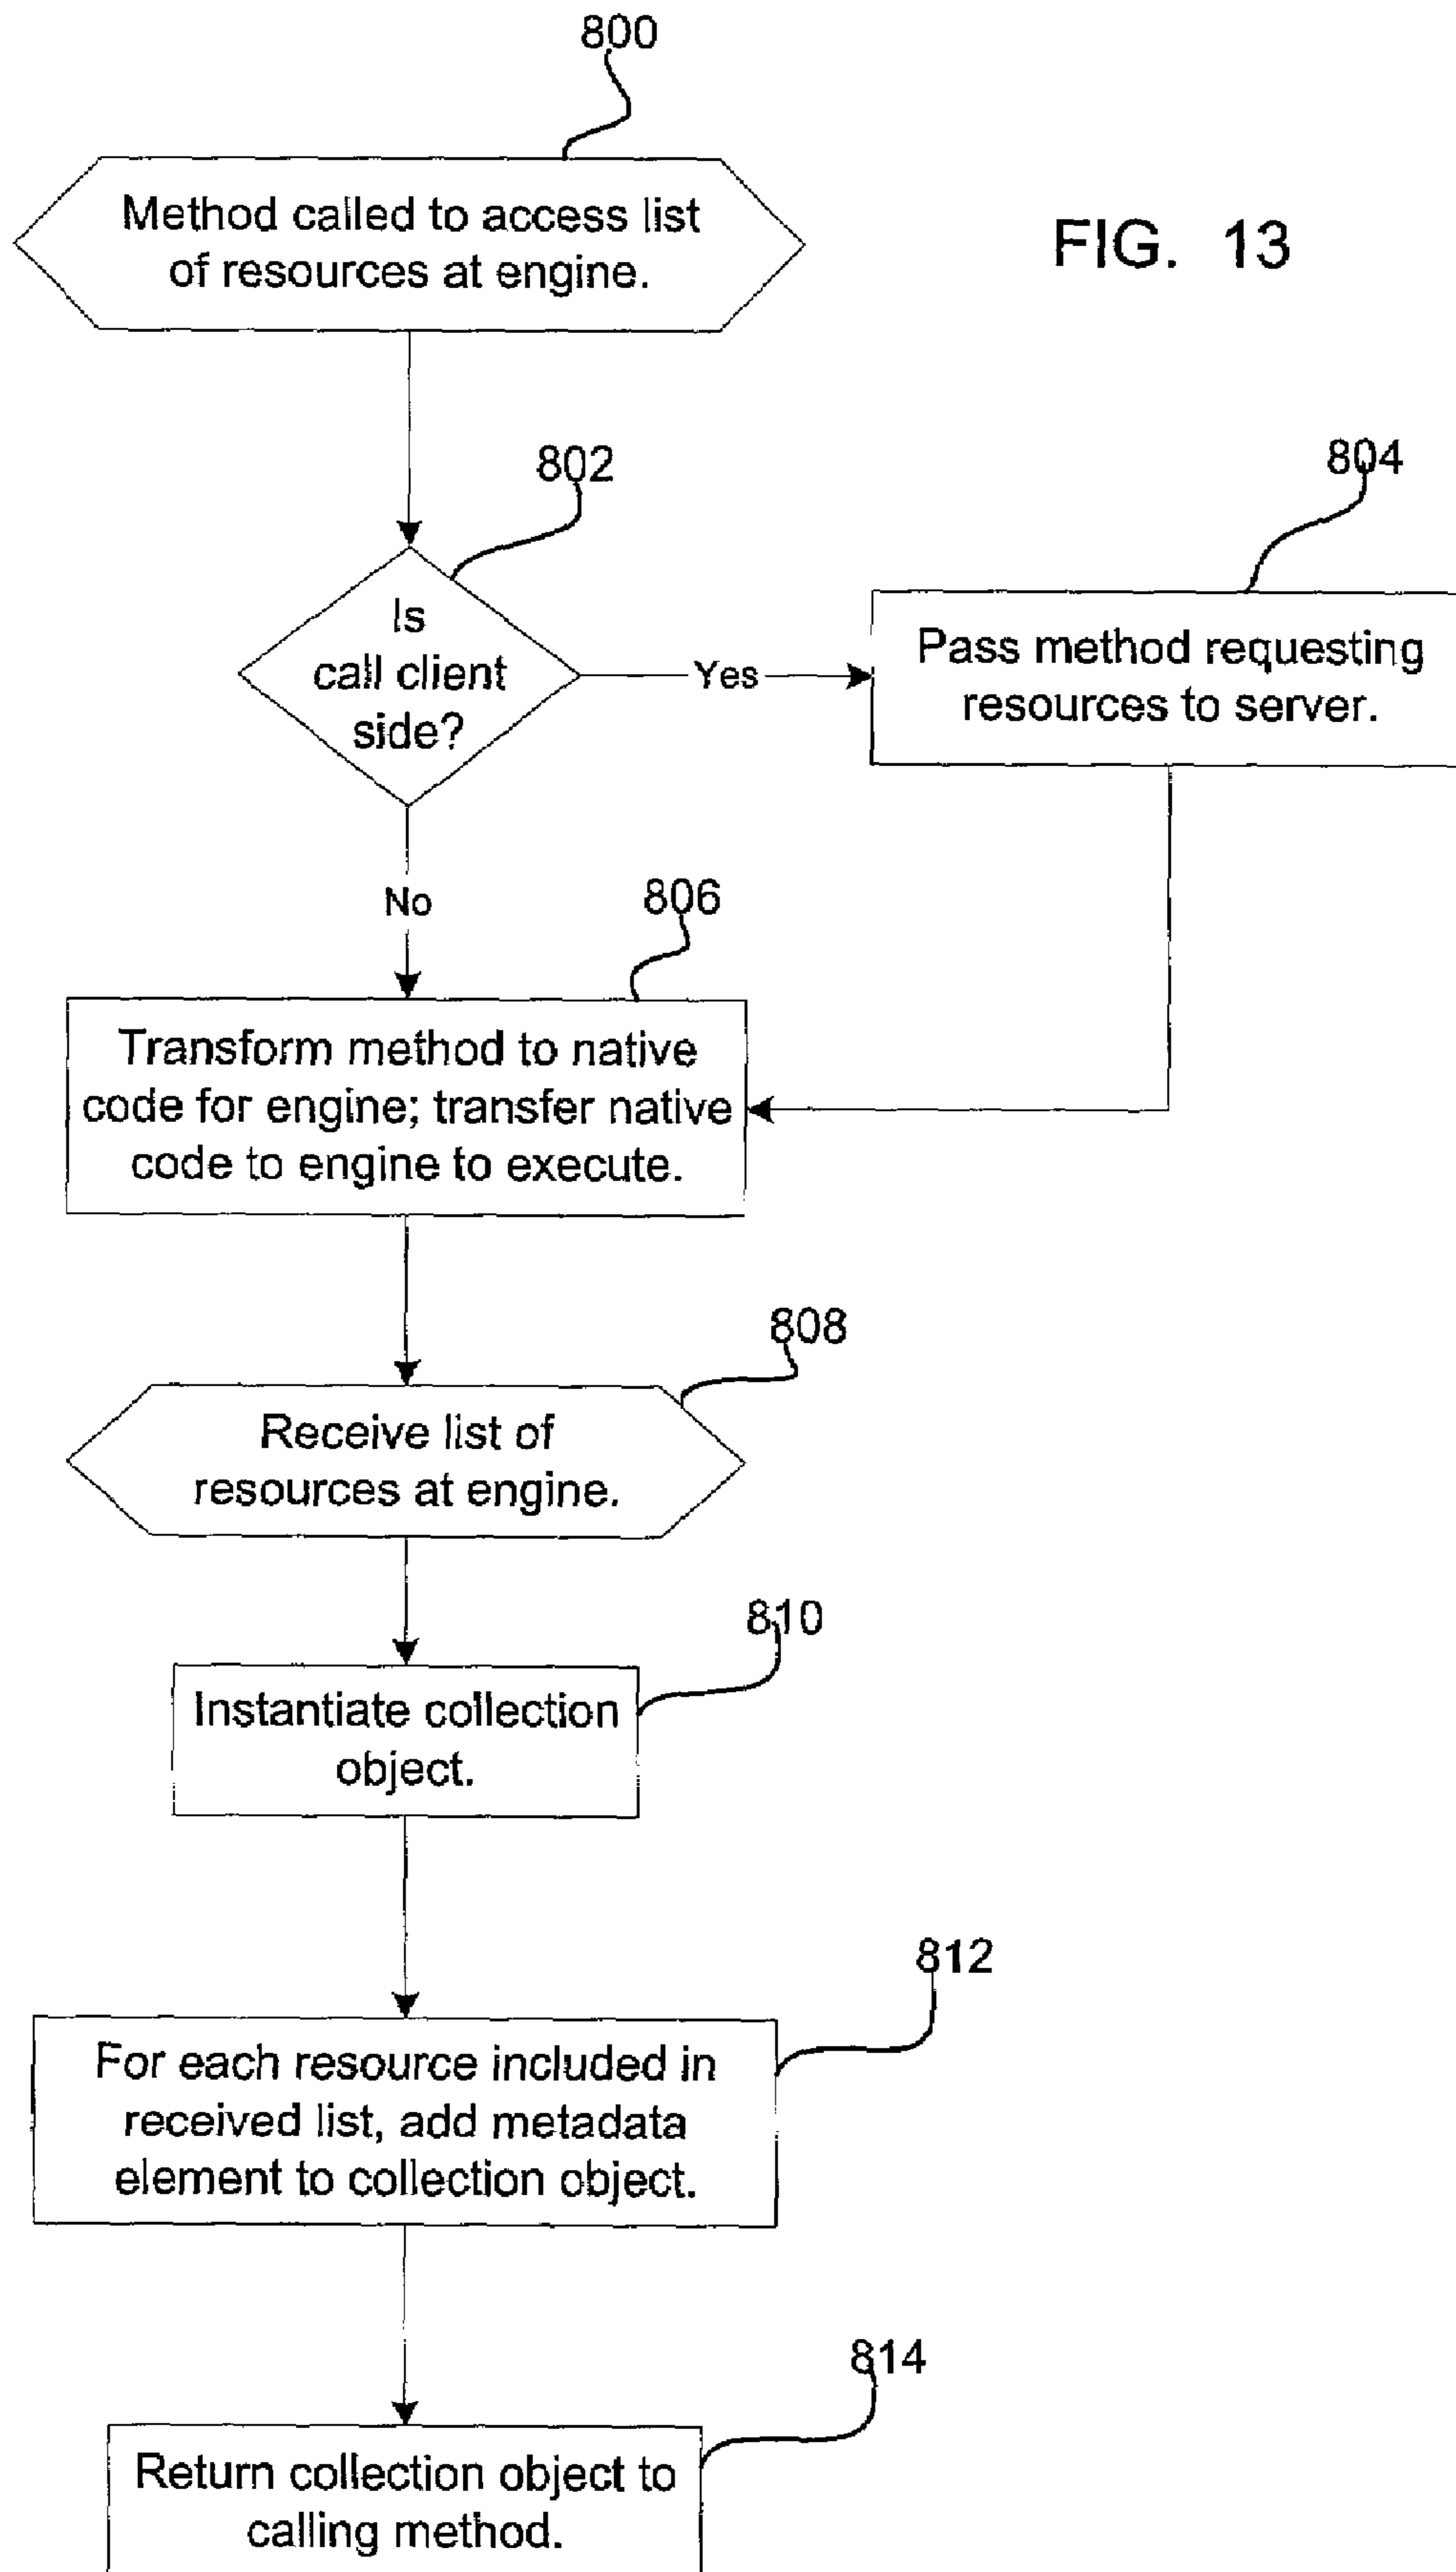 800
Method called to access list
of resources at engine.
FIG. 13
802
804
Is
call client
side?
Yes
Pass method requesting
resources to server.
No
806
Transform method to native
code for engine; transfer native
code to engine to execute.
808
Receive list of
resources at engine.
810
Instantiate collection
object.
812
For each resource included in
received list, add metadata
element to collection object.
814
Return collection object to
calling method.